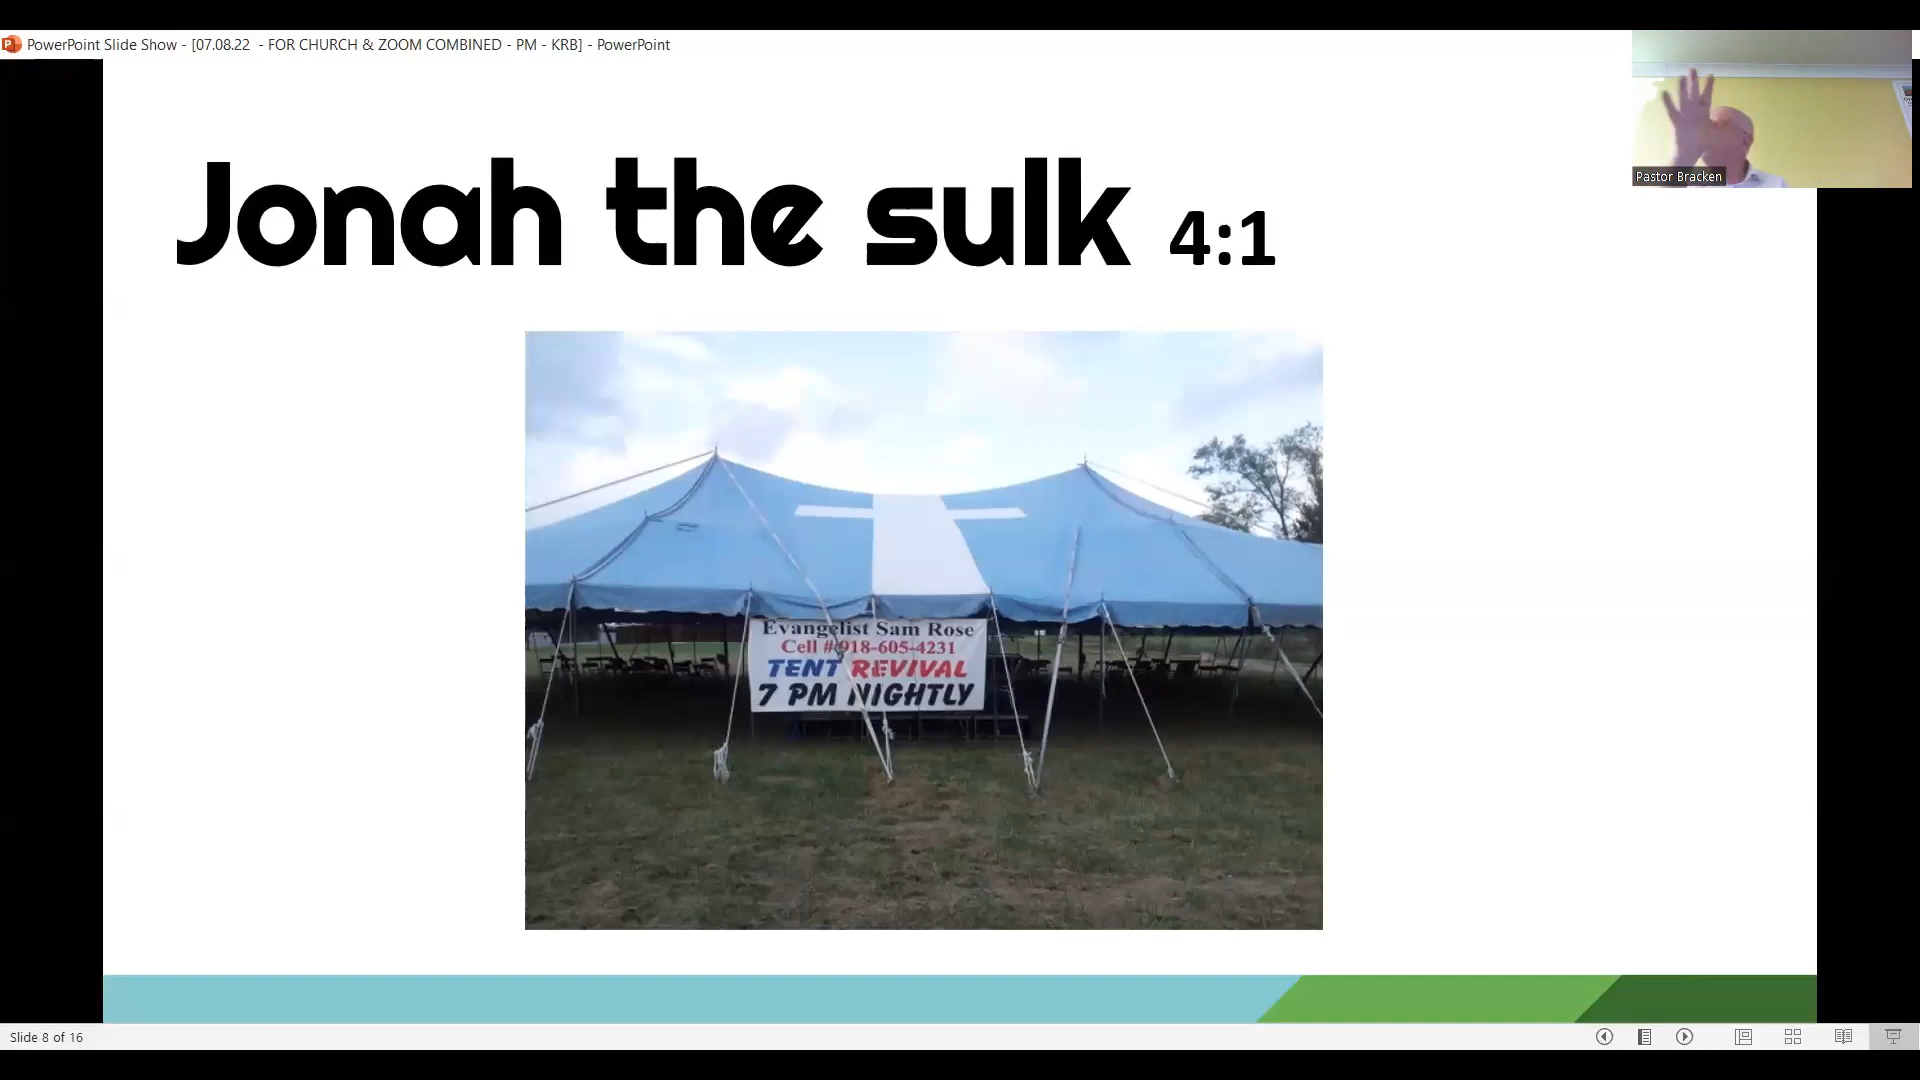 PowerPoint Slide Show - [07.08.22 - FOR CHURCH & ZOOM COMBINED - PM - KRB] - PowerPoint
Pastor Bracken
Jonah the sulk 4:1
Evangelist Sam Rose
Cell # 918-605-4231
TENT REVIVAL
7 PM NIGHTLY
Slide 8 of 16